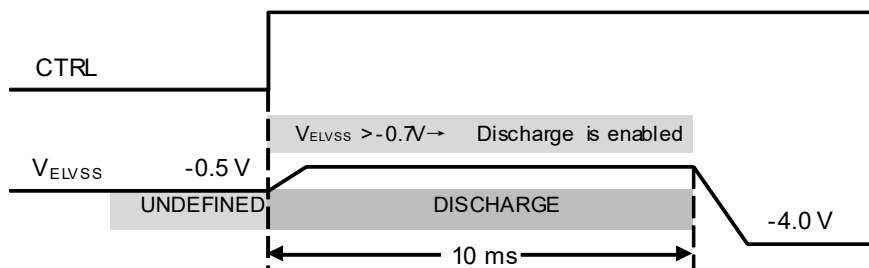 CTRL
VELVSS >-0.7V→ Discharge is enabled
VELVSS -0.5 V
UNDEFINED DISCHARGE
-4.0 V
10 ms